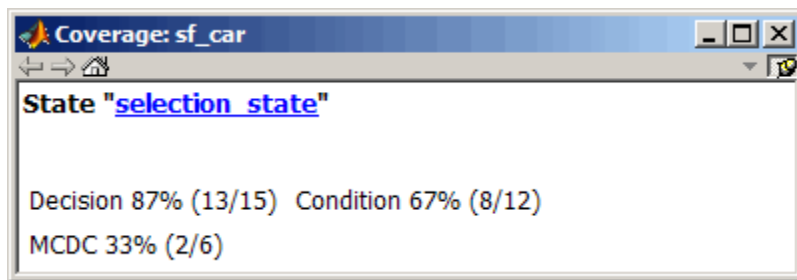 Coverage: sf_car
State "selection_state"
Decision 87% (13/15) Condition 67% (8/12)
MCDC 33% (2/6)